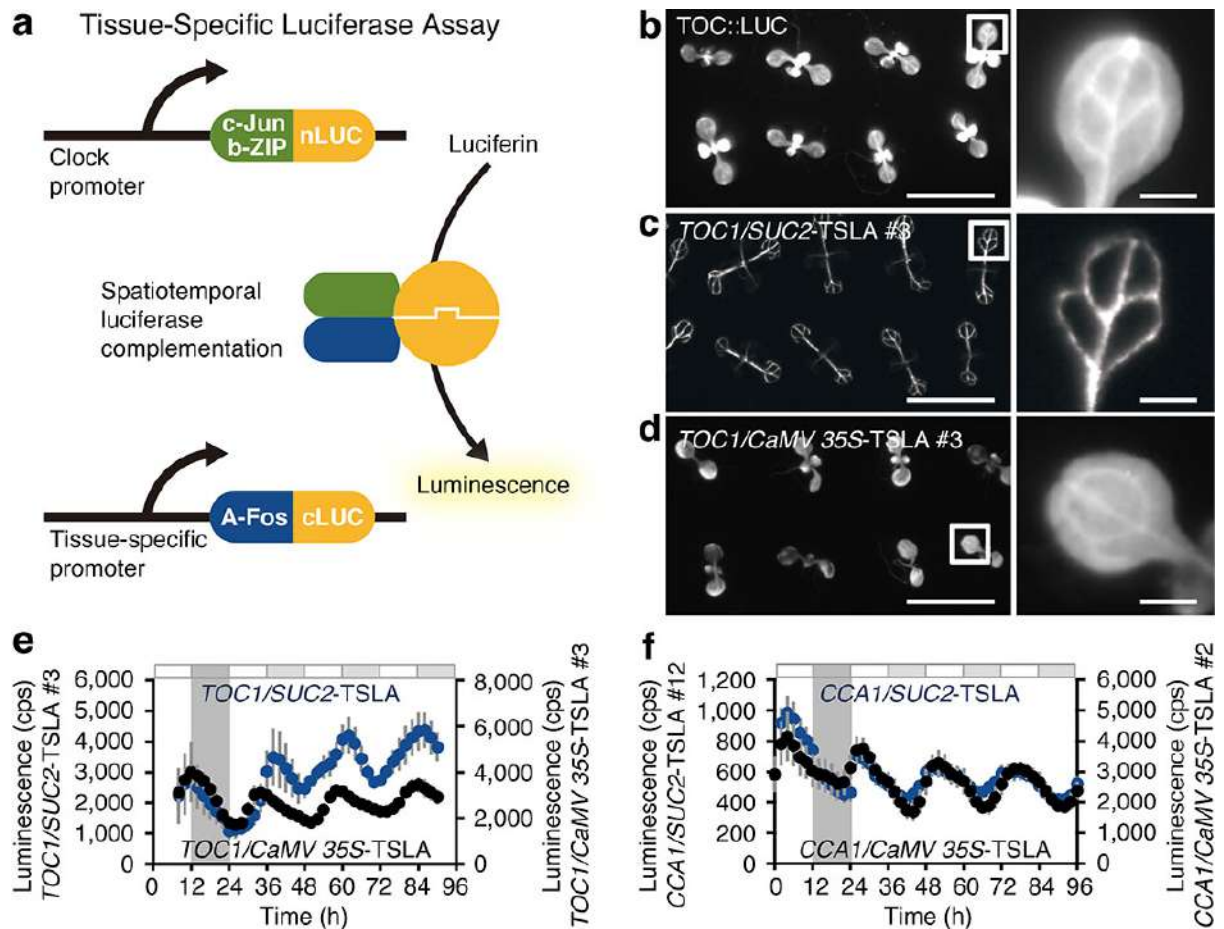 a
Tissue-Specific Luciferase Assay
c-Jun
b-ZIP
nLUC
Clock
promoter
Luciferin
Spatiotemporal
luciferase
complementation
Luminescence
A-Fos
cLUC
Tissue-specific
promoter
b
TOC::LUC
c
TOC1/SUC2-TSLA #3
d
TOC1/CaMV 35S-TSLA #3
e
Luminescence (cps)
TOC1/SUC2-TSLA #3
6,000
5,000
4,000
3,000
2,000
1,000
0
TOC1/SUC2-TSLA
TOC1/CaMV 35S-TSLA
8,000
6,000
4,000
2,000
0
Luminescence (cps)
TOC1/CaMV 35S-TSLA #3
0 12 24 36 48 60 72 84 96
Time (h)
f
Luminescence (cps)
CCA1/SUC2-TSLA #12
1,200
1,000
800
600
400
200
0
CCA1/SUC2-TSLA
CCA1/CaMV 35S-TSLA
6,000
5,000
4,000
3,000
2,000
1,000
0
Luminescence (cps)
CCA1/CaMV 35S-TSLA #2
0 12 24 36 48 60 72 84 96
Time (h)